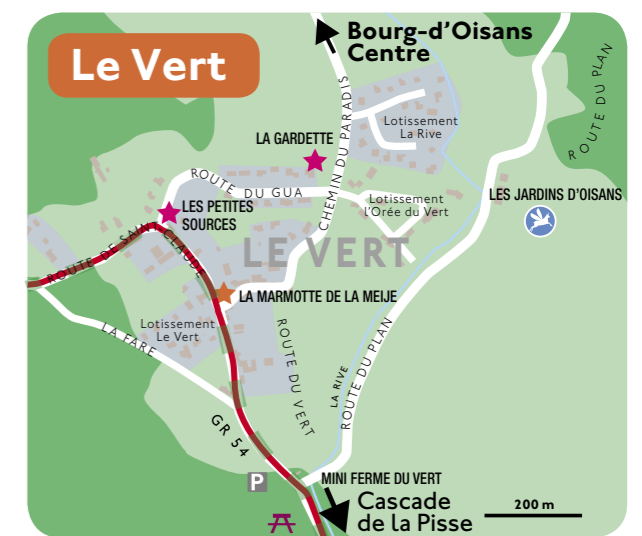 Le Vert
Bourg-d'Oisans
Centre
ROUTE DU PLAN
Lotissement
La Rive
LA GARDETTE
CHEMIN DU PARADIS
ROUTE DU GUA
LES PETITES
SOURCES
Lotissement
l'Orée du Vert
LES JARDINS D'OISANS
ROUTE DE SAINT CLAUDE
LE VERT
LA MARMOTTE DE LA MEIJE
Lotissement
Le Vert
LA FARE
ROUTE DU VERT
LA RIVE
ROUTE DU PLAN
GR 54
P
MINI FERME DU VERT
Cascade
de la Pisse
200 m